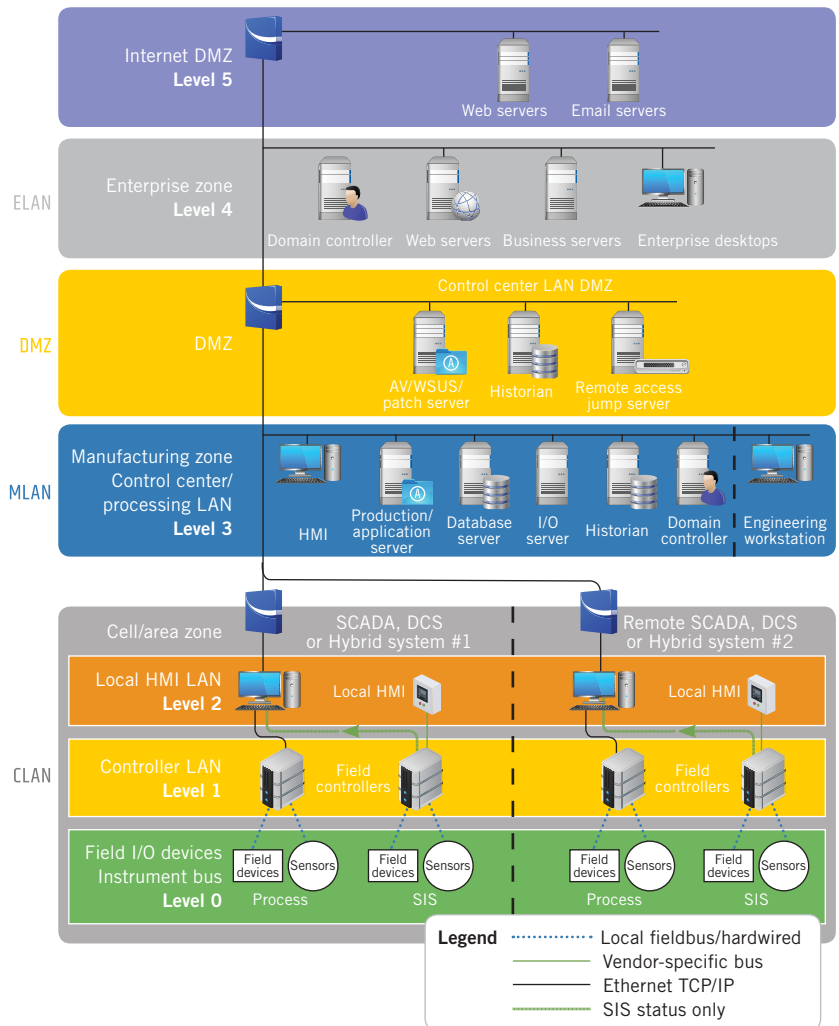 Internet DMZ
Level 5
Web servers
Email servers
ELAN
Enterprise zone
Level 4
Domain controller
Web servers
Business servers
Enterprise desktops
DMZ
DMZ
Control center LAN DMZ
AV/WSUS/
patch server
Historian
Remote access
jump server
MLAN
Manufacturing zone
Control center/
processing LAN
Level 3
HMI
Production/
application
server
Database
server
I/O
server
Historian
Domain
controller
Engineering
workstation
CLAN
Cell/area zone
SCADA, DCS
or Hybrid system #1
Remote SCADA, DCS
or Hybrid system #2
Local HMI LAN
Level 2
Local HMI
Local HMI
Controller LAN
Level 1
Field
controllers
Field
controllers
Field I/O devices
Instrument bus
Level 0
Field
devices
Sensors
Process
Field
devices
Sensors
SIS
Field
devices
Sensors
Process
Field
devices
Sensors
SIS
Legend
Local fieldbus/hardwired
Vendor-specific bus
Ethernet TCP/IP
SIS status only